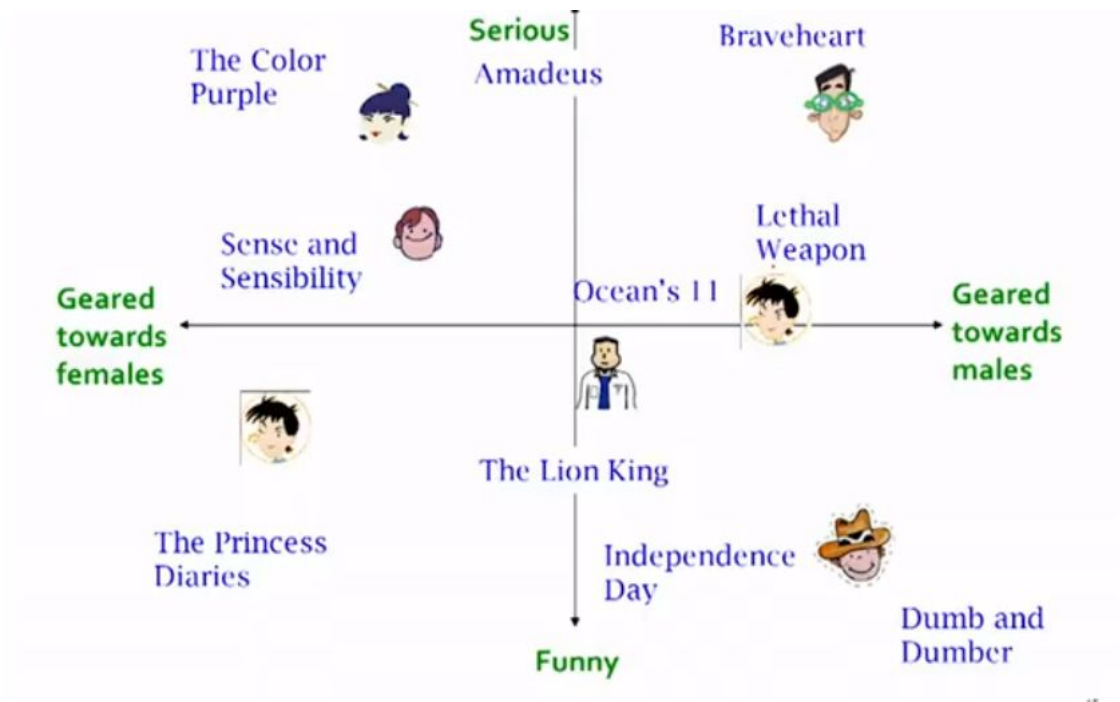 Serious
Braveheart
The Color
Purple
Amadeus
Lethal
Weapon
Sense and
Sensibility
Ocean's 11
Geared
towards
females
Geared
towards
males
The Lion King
The Princess
Diaries
Independence
Day
Dumb and
Dumber
Funny